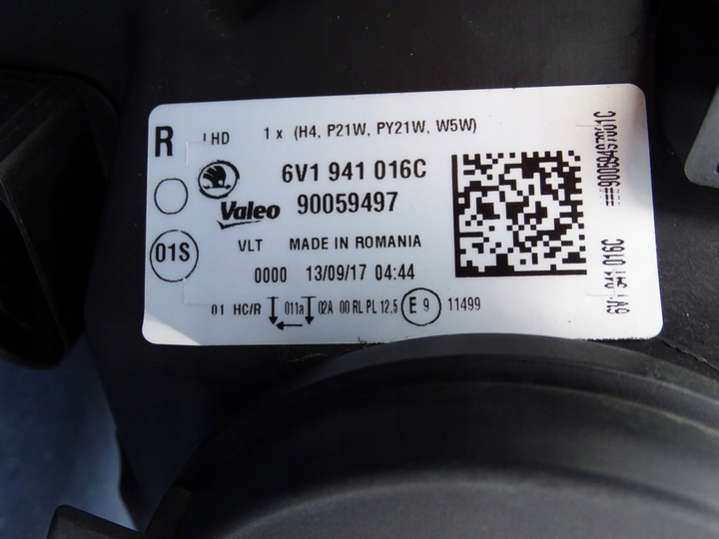 R LHD 1 x (H4, P21W, PY21W, W5W)
6V1 941 016C
Valeo 90059497
01S VLT MADE IN ROMANIA
0000 13/09/17 04:44
01 HC/R 011a 02A 00 RL PL 12,5 E 9 11499
6V1 941 016C